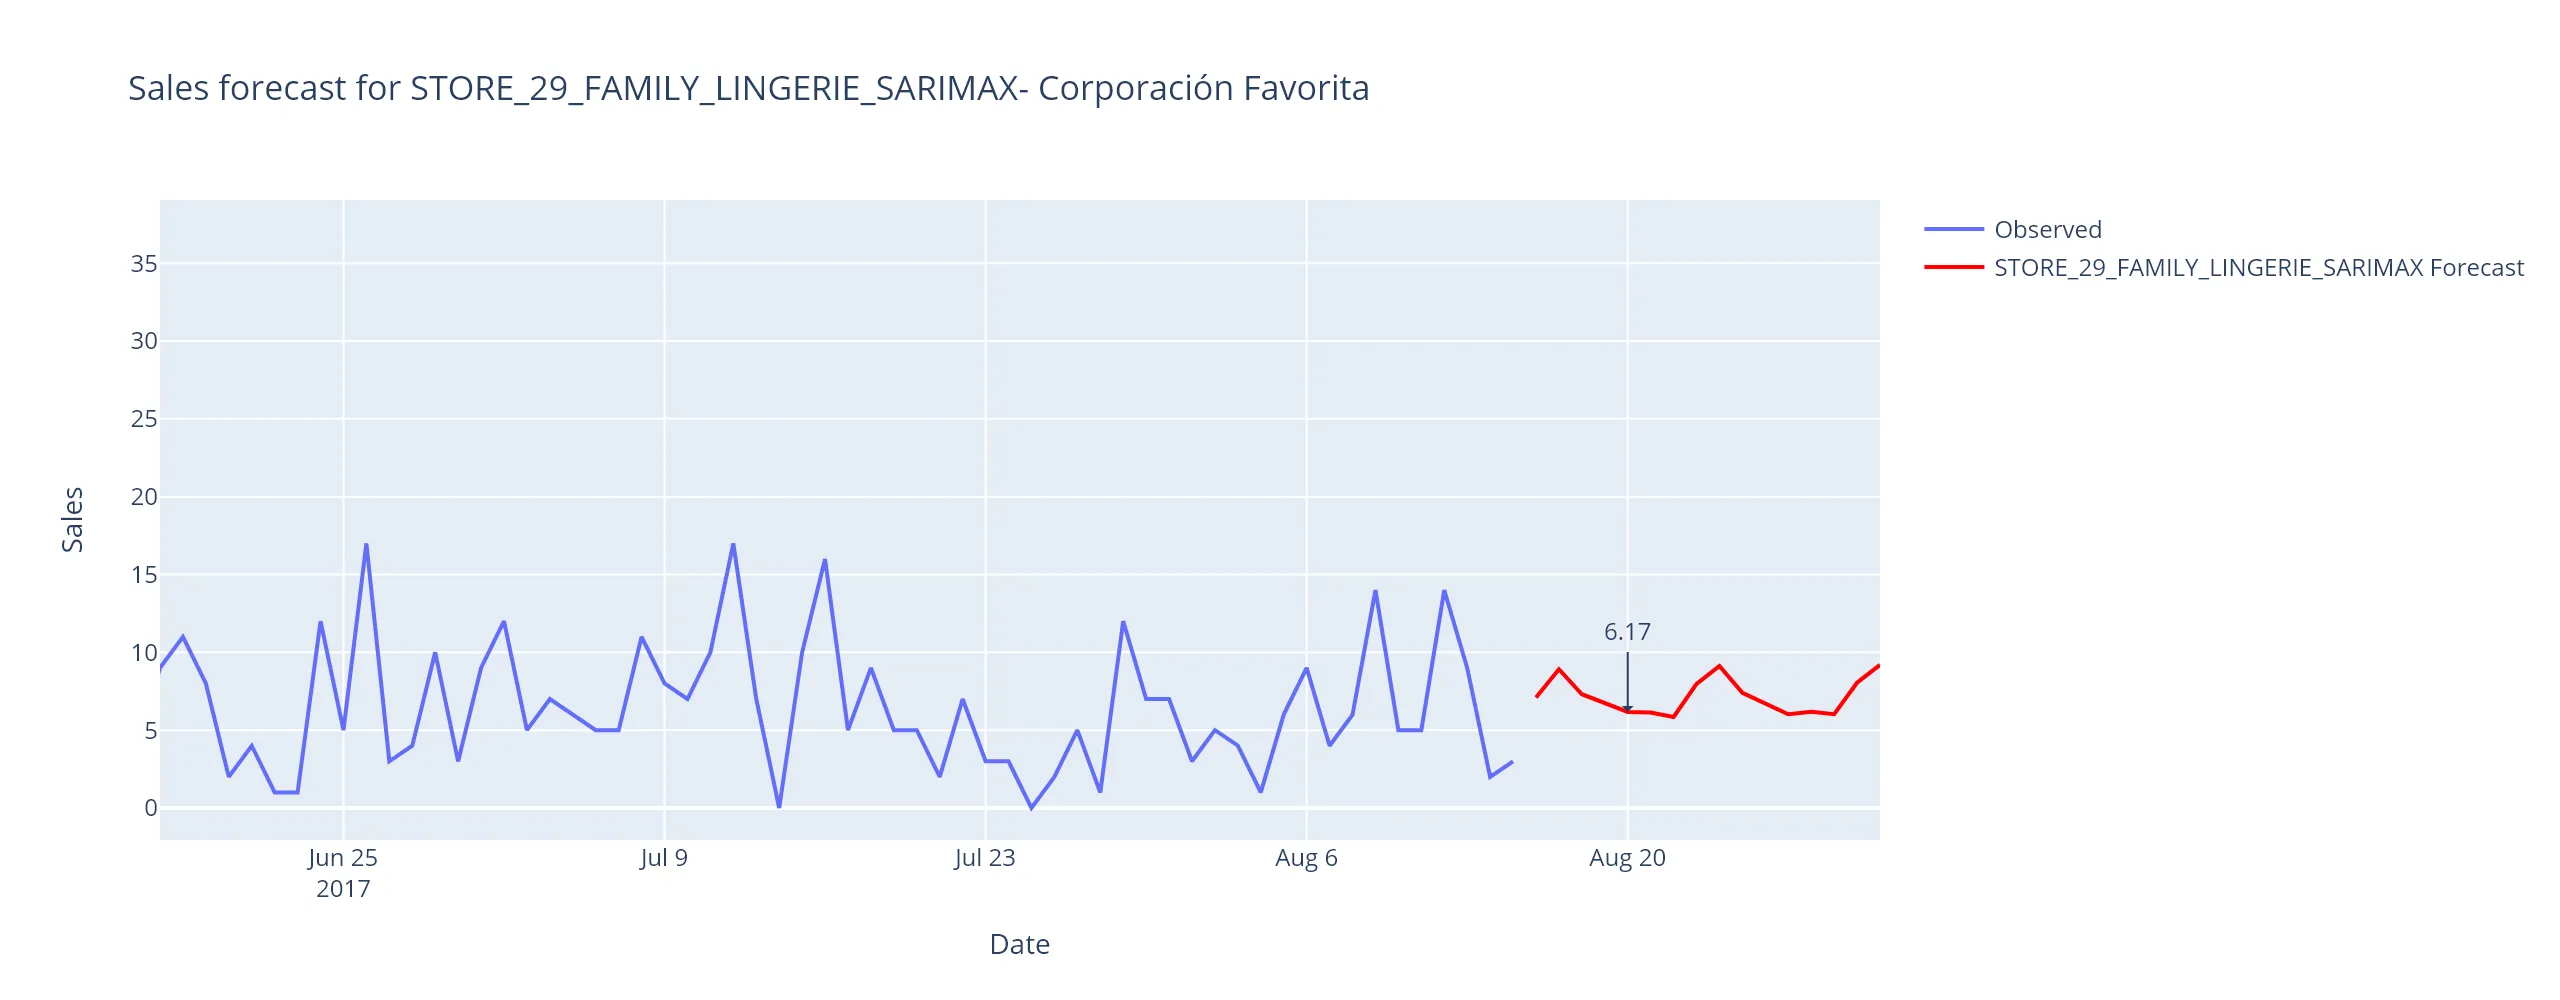 Sales forecast for STORE_29_FAMILY_LINGERIE_SARIMAX- Corporación Favorita
Observed
STORE_29_FAMILY_LINGERIE_SARIMAX Forecast
35
30
25
20
15
10
5
0
Sales
6.17
Jun 25
2017
Jul 9
Jul 23
Aug 6
Aug 20
Date